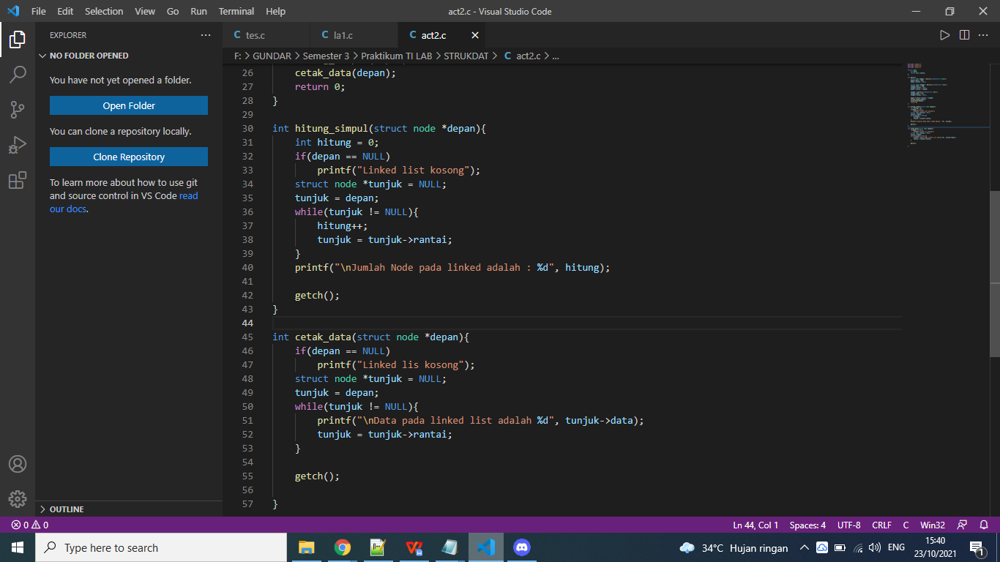 File Edit Selection View Go Run Terminal Help act2.c - Visual Studio Code
EXPLORER
NO FOLDER OPENED
You have not yet opened a folder.
Open Folder
You can clone a repository locally.
Clone Repository
To learn more about how to use git
and source control in VS Code read
our docs.
OUTLINE
C tes.c C la1.c C act2.c
F: > GUNDAR > Semester 3 > Praktikum TI LAB > STRUKDAT > C act2.c > ...
26 cetak_data(depan);
27 return 0;
28 }
29
30 int hitung_simpul(struct node *depan){
31 int hitung = 0;
32 if(depan == NULL)
33 printf("Linked list kosong");
34 struct node *tunjuk = NULL;
35 tunjuk = depan;
36 while(tunjuk != NULL){
37 hitung++;
38 tunjuk = tunjuk->rantai;
39 }
40 printf("\nJumlah Node pada linked adalah : %d", hitung);
41
42 getch();
43 }
44
45 int cetak_data(struct node *depan){
46 if(depan == NULL)
47 printf("Linked lis kosong");
48 struct node *tunjuk = NULL;
49 tunjuk = depan;
50 while(tunjuk != NULL){
51 printf("\nData pada linked list adalah %d", tunjuk->data);
52 tunjuk = tunjuk->rantai;
53 }
54
55 getch();
56
57 }
0 0 Ln 44, Col 1 Spaces: 4 UTF-8 CRLF C Win32
Type here to search
34°C Hujan ringan ENG 15:40
23/10/2021
1